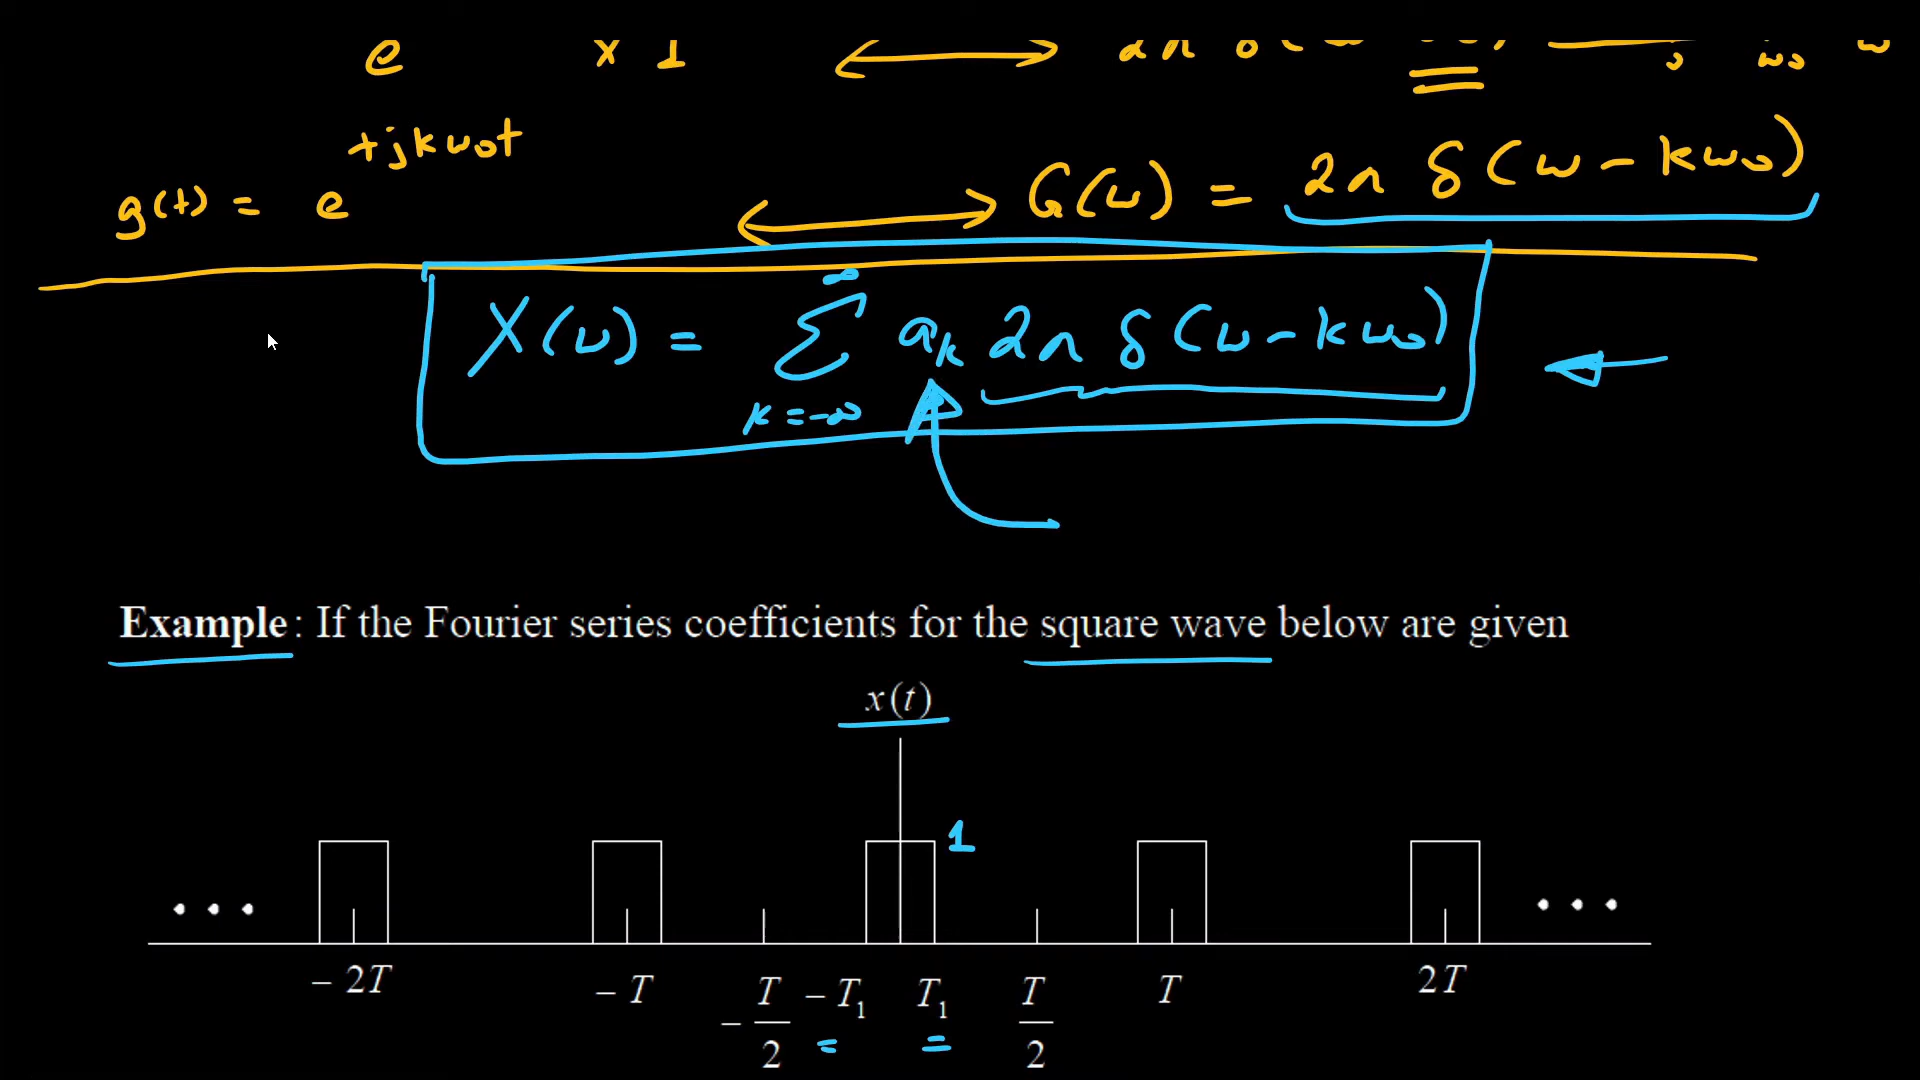 e x 1 ⟷
g(t) = e^{+jkω₀t} ⟷ G(ω) = 2π δ(ω − kω₀)
X(ω) = ∑_{k=−∞}^{∞} a_k 2π δ(ω − kω₀)
Example: If the Fourier series coefficients for the square wave below are given
x(t)
1
• • • • • •
−2T −T −T/2 −T₁ T₁ T/2 T 2T